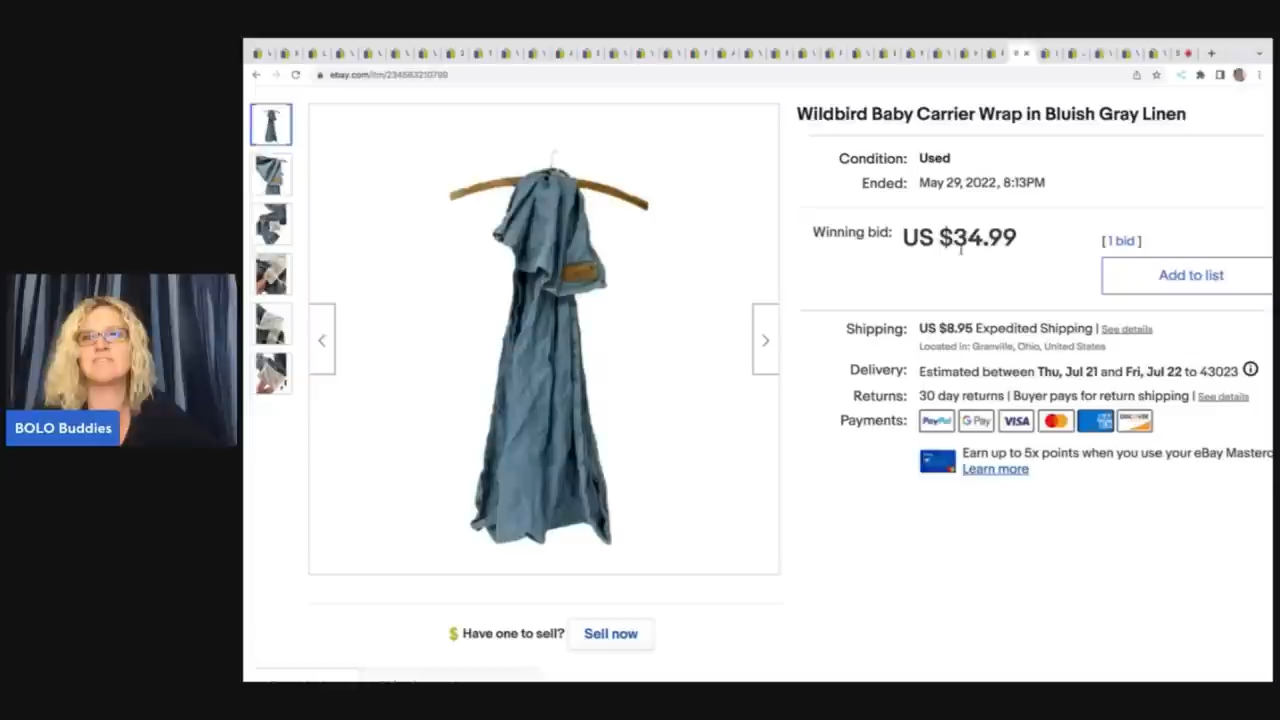 ebay.com/itm/234563210799
Wildbird Baby Carrier Wrap in Bluish Gray Linen
Condition: Used
Ended: May 29, 2022, 8:13PM
Winning bid: US $34.99 [ 1 bid ]
Add to list
Shipping: US $8.95 Expedited Shipping | See details
Located in: Granville, Ohio, United States
Delivery: Estimated between Thu, Jul 21 and Fri, Jul 22 to 43023
Returns: 30 day returns | Buyer pays for return shipping | See details
Payments: PayPal G Pay VISA
Earn up to 5x points when you use your eBay Masterc
Learn more
BOLO Buddies
Have one to sell? Sell now